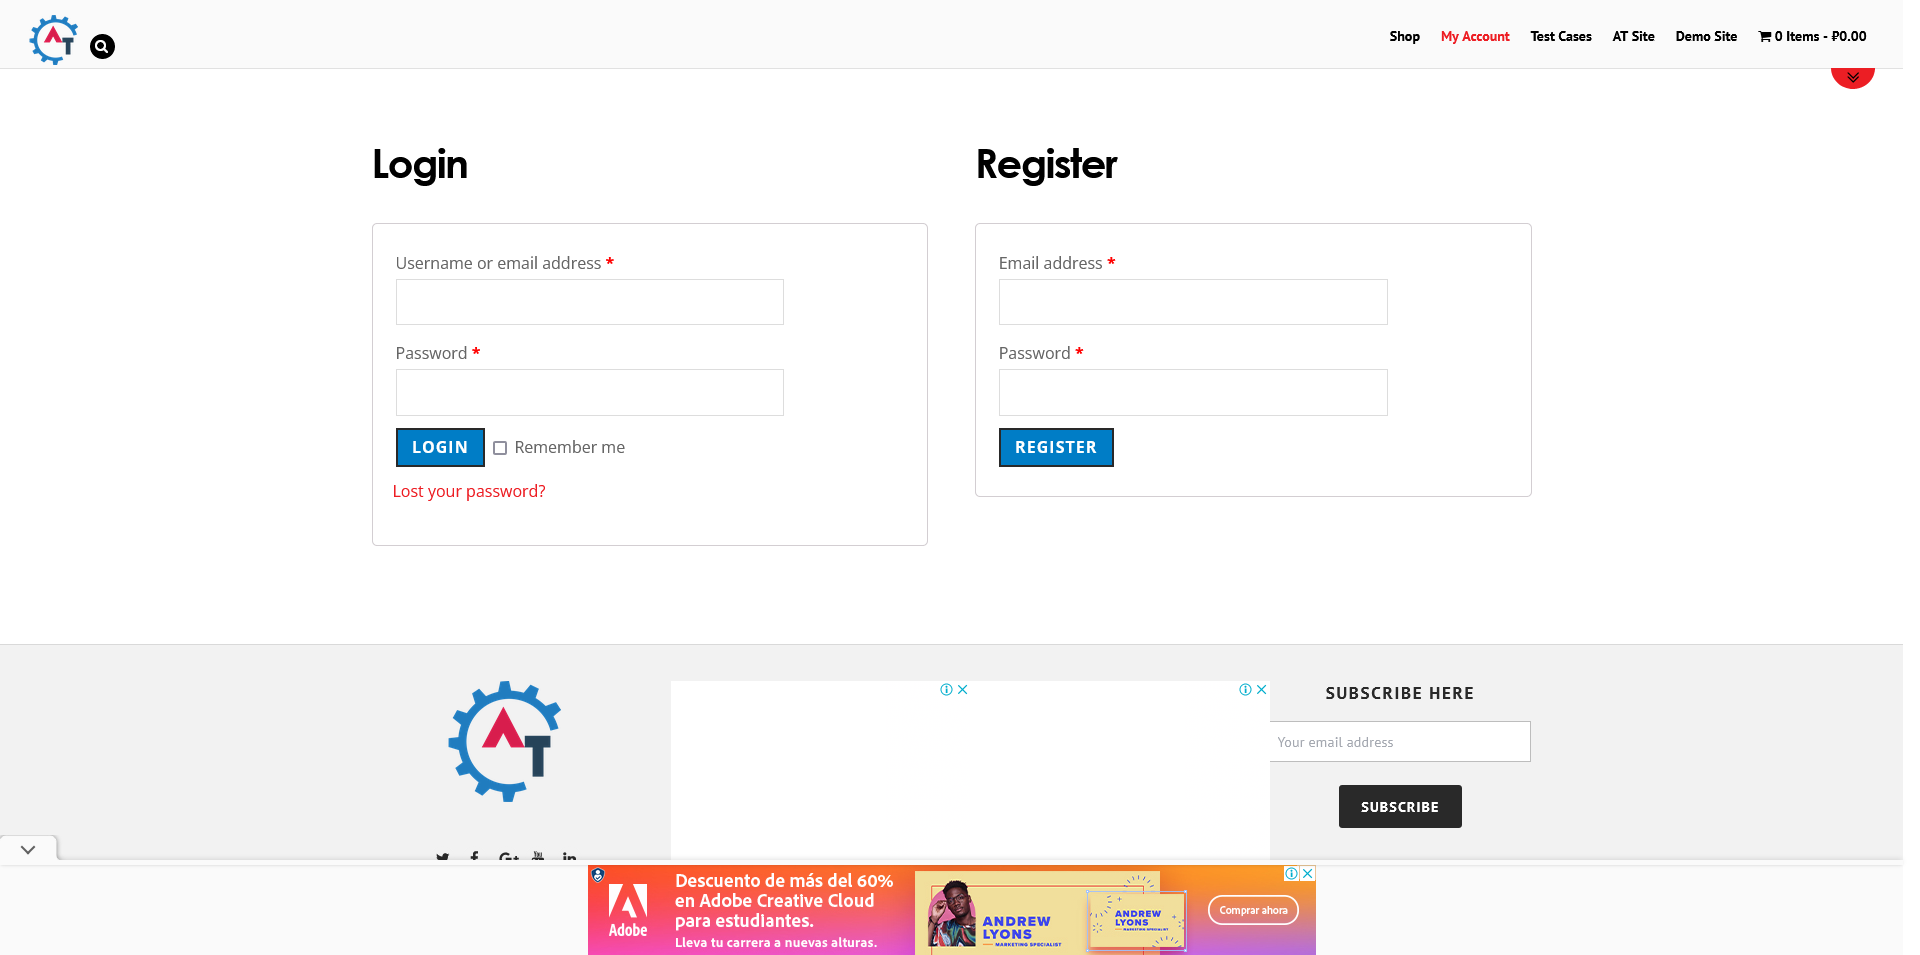 Shop
My Account
Test Cases
AT Site
Demo Site
0 Items - ₽0.00
Login
Register
Username or email address *
Password *
LOGIN
Remember me
Lost your password?
Email address *
Password *
REGISTER
AT
SUBSCRIBE HERE
Your email address
SUBSCRIBE
Adobe
Descuento de más del 60%
en Adobe Creative Cloud
para estudiantes.
Lleva tu carrera a nuevas alturas.
ANDREW
LYONS
MARKETING SPECIALIST
ANDREW
LYONS
MARKETING SPECIALIST
Comprar ahora